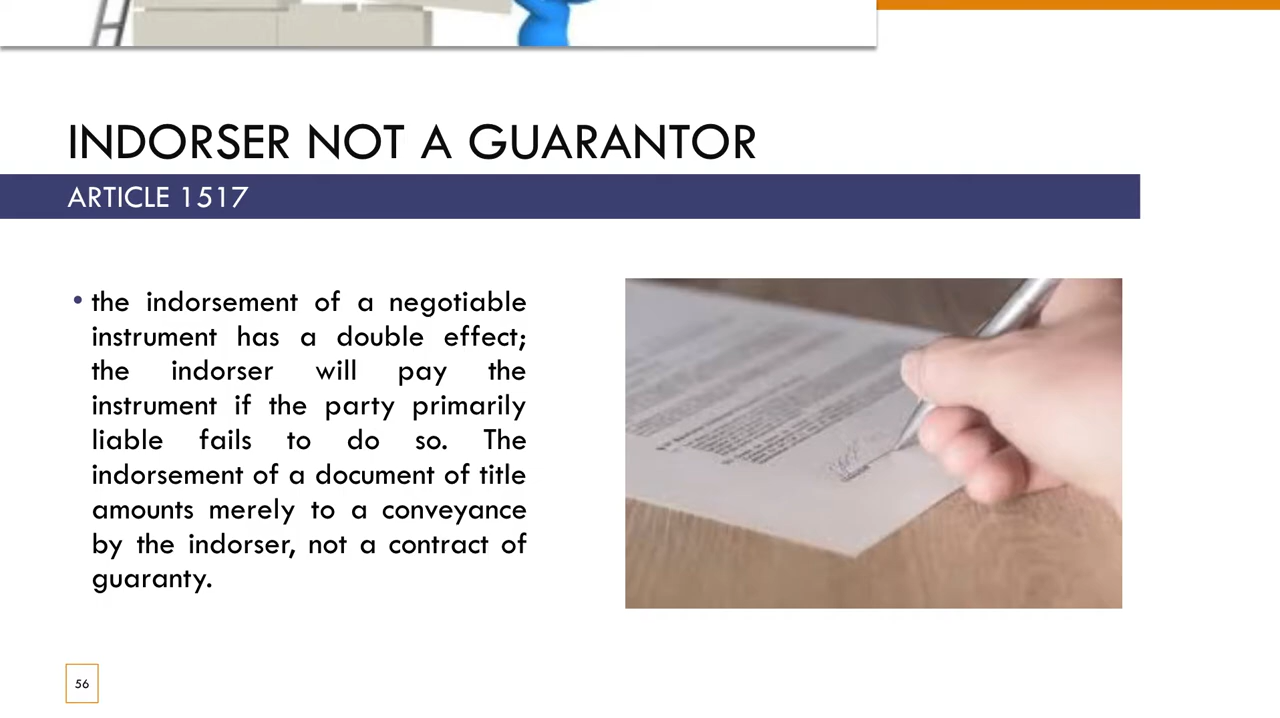 INDORSER NOT A GUARANTOR
ARTICLE 1517
• the indorsement of a negotiable
instrument has a double effect;
the indorser will pay the
instrument if the party primarily
liable fails to do so. The
indorsement of a document of title
amounts merely to a conveyance
by the indorser, not a contract of
guaranty.
56